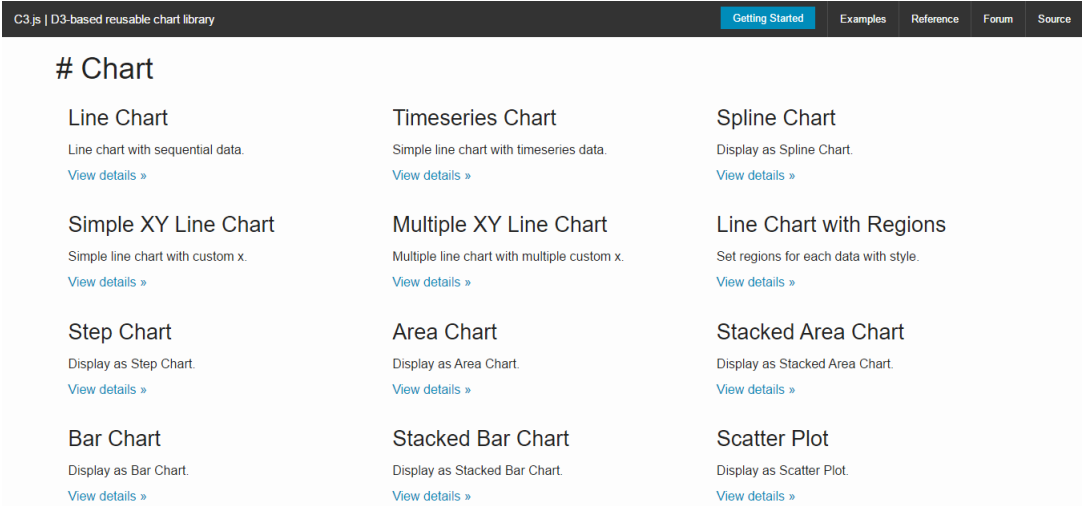 C3.js | D3-based reusable chart library
Getting Started
Examples
Reference
Forum
Source
# Chart
Line Chart
Line chart with sequential data.
View details »
Timeseries Chart
Simple line chart with timeseries data.
View details »
Spline Chart
Display as Spline Chart.
View details »
Simple XY Line Chart
Simple line chart with custom x.
View details »
Multiple XY Line Chart
Multiple line chart with multiple custom x.
View details »
Line Chart with Regions
Set regions for each data with style.
View details »
Step Chart
Display as Step Chart.
View details »
Area Chart
Display as Area Chart.
View details »
Stacked Area Chart
Display as Stacked Area Chart.
View details »
Bar Chart
Display as Bar Chart.
View details »
Stacked Bar Chart
Display as Stacked Bar Chart.
View details »
Scatter Plot
Display as Scatter Plot.
View details »